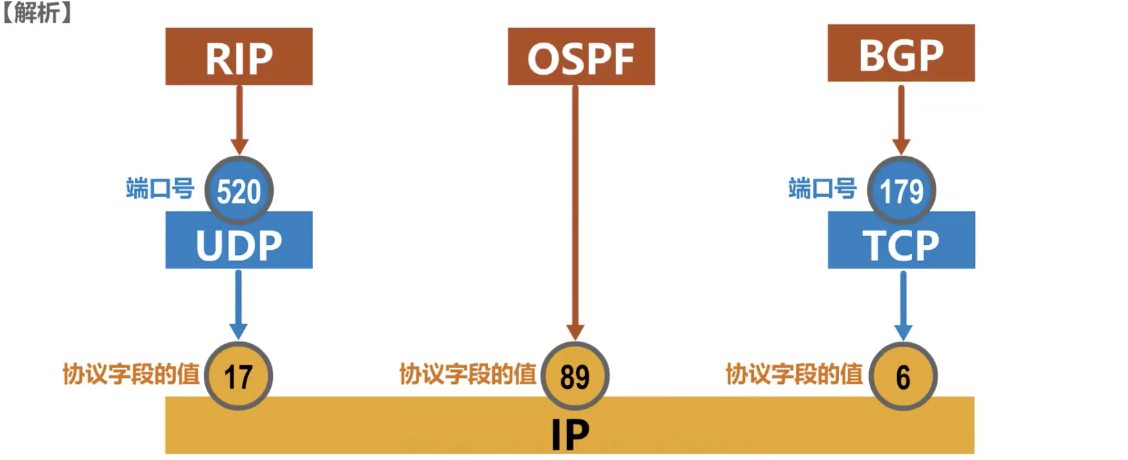 【解析】
RIP OSPF BGP
端口号 520 端口号 179
UDP TCP
协议字段的值 17 协议字段的值 89 协议字段的值 6
IP